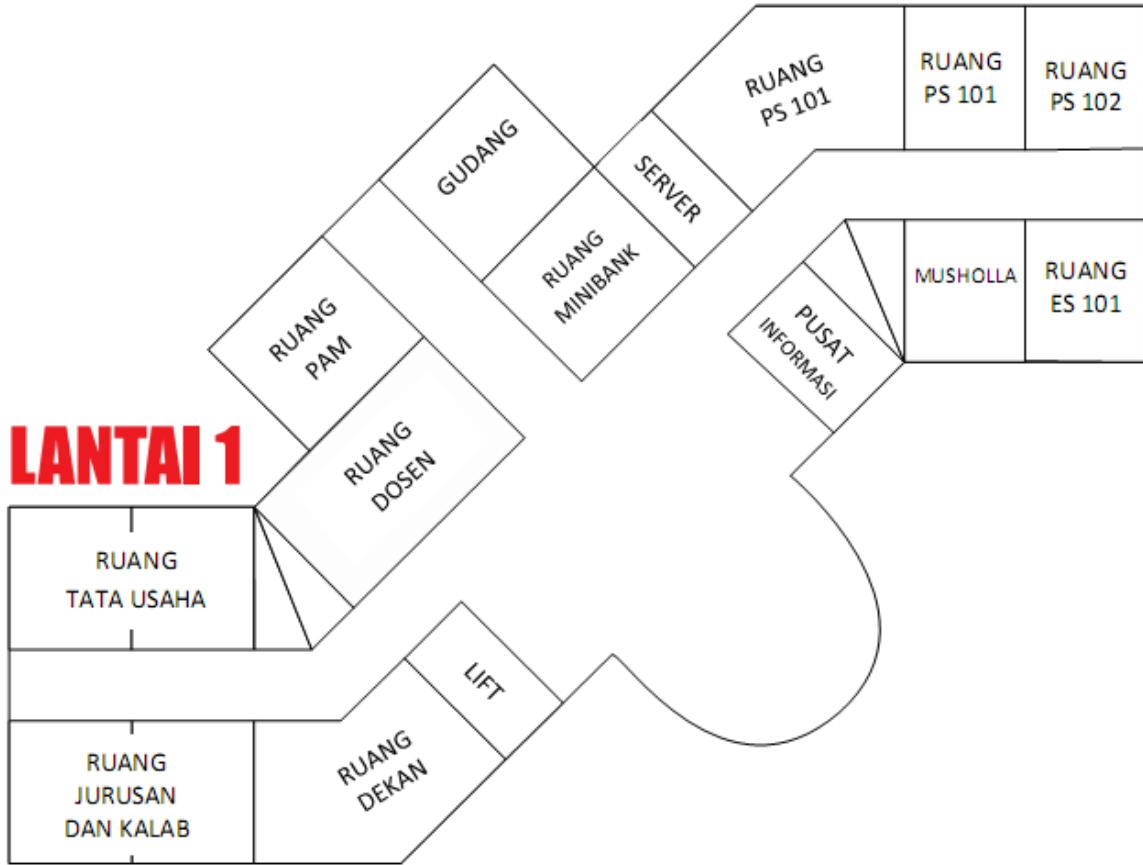 RUANG
PS 101
RUANG
PS 101
RUANG
PS 102
GUDANG
SERVER
RUANG
MINIBANK
MUSHOLLA
RUANG
ES 101
PUSAT
INFORMASI
RUANG
PAM
LANTAI 1
RUANG
DOSEN
RUANG
TATA USAHA
LIFT
RUANG
DEKAN
RUANG
JURUSAN
DAN KALAB